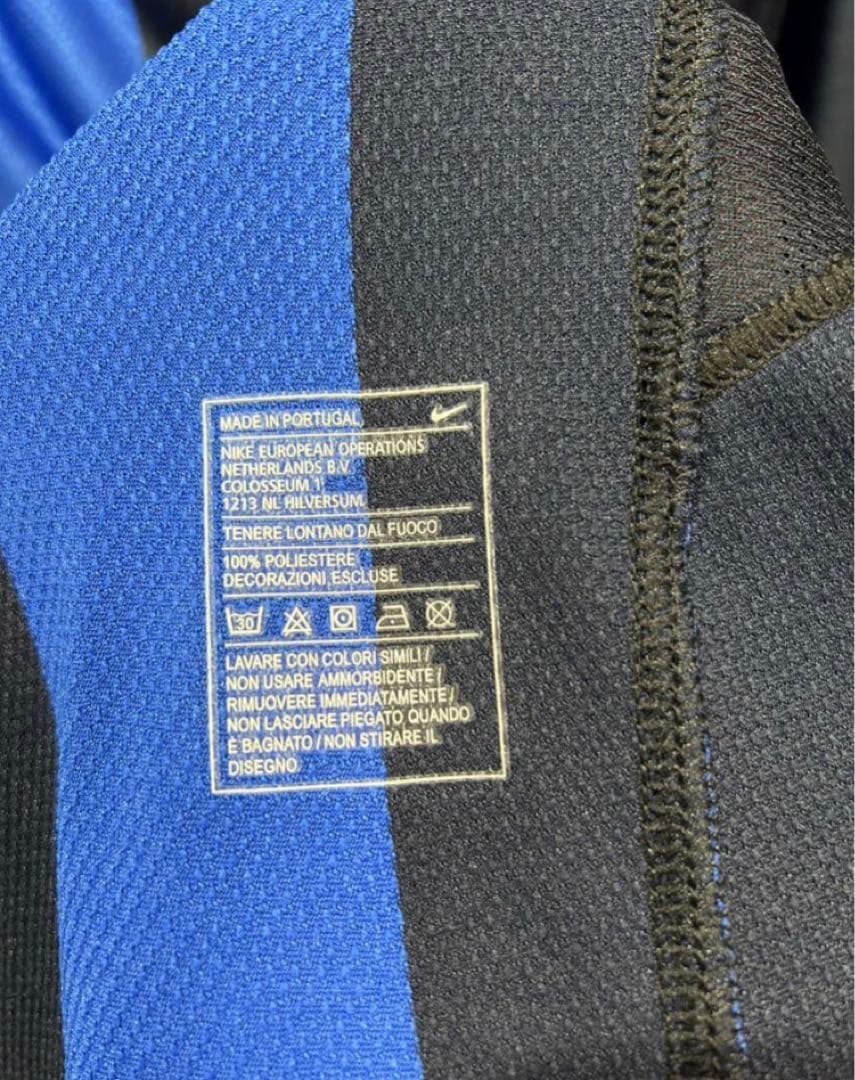 MADE IN PORTUGAL
NIKE EUROPEAN OPERATIONS
NETHERLANDS B.V.
COLOSSEUM 1
1213 NL HILVERSUM
TENERE LONTANO DAL FUOCO
100% POLIESTERE
DECORAZIONI ESCLUSE
30
LAVARE CON COLORI SIMILI /
NON USARE AMMORBIDENTE /
RIMUOVERE IMMEDIATAMENTE /
NON LASCIARE PIEGATO QUANDO
È BAGNATO / NON STIRARE IL
DISEGNO.